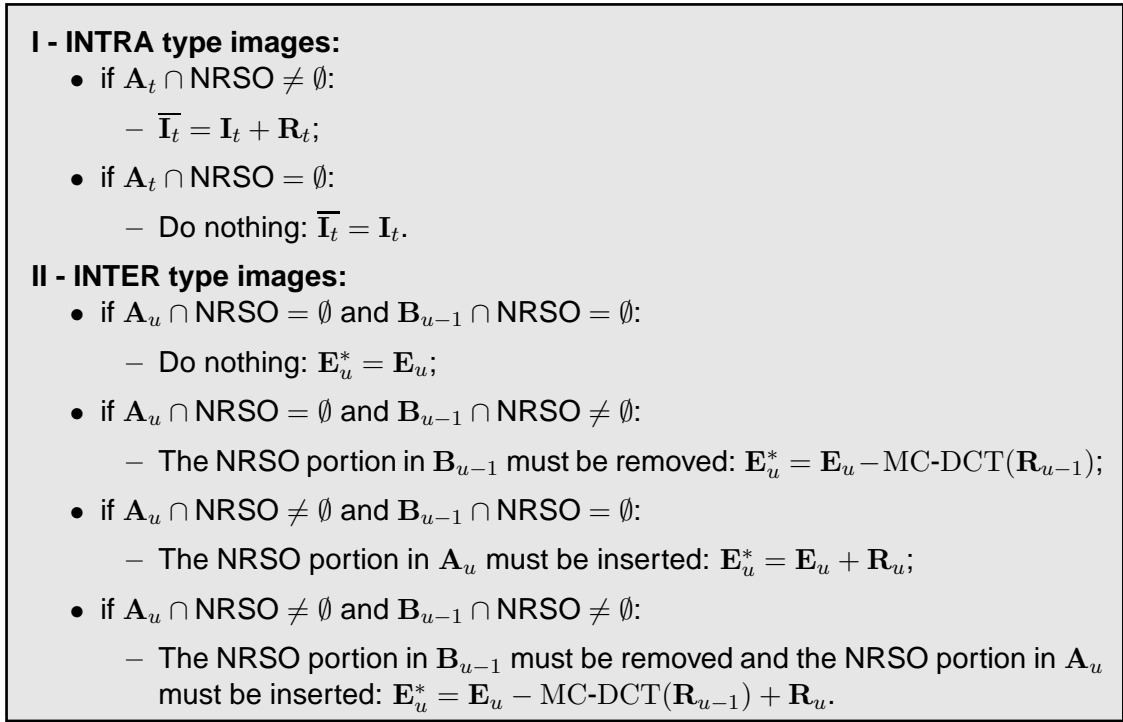 I - INTRA type images:
• if A_t ∩ NRSO ≠ ∅:
– \overline{I_t} = I_t + R_t;
• if A_t ∩ NRSO = ∅:
– Do nothing: \overline{I_t} = I_t.
II - INTER type images:
• if A_u ∩ NRSO = ∅ and B_{u−1} ∩ NRSO = ∅:
– Do nothing: E_u^* = E_u;
• if A_u ∩ NRSO = ∅ and B_{u−1} ∩ NRSO ≠ ∅:
– The NRSO portion in B_{u−1} must be removed: E_u^* = E_u − MC-DCT(R_{u−1});
• if A_u ∩ NRSO ≠ ∅ and B_{u−1} ∩ NRSO = ∅:
– The NRSO portion in A_u must be inserted: E_u^* = E_u + R_u;
• if A_u ∩ NRSO ≠ ∅ and B_{u−1} ∩ NRSO ≠ ∅:
– The NRSO portion in B_{u−1} must be removed and the NRSO portion in A_u
must be inserted: E_u^* = E_u − MC-DCT(R_{u−1}) + R_u.